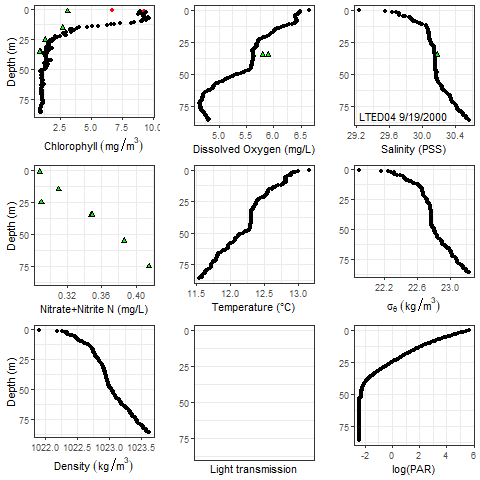 0
25
50
75
Depth (m)
2.5 5.0 7.5 10.0
Chlorophyll (mg/m³)
0
25
50
75
5.0 5.5 6.0 6.5
Dissolved Oxygen (mg/L)
0
25
50
75
LTED04 9/19/2000
29.2 29.6 30.0 30.4
Salinity (PSS)
0
25
50
75
Depth (m)
0.32 0.36 0.40
Nitrate+Nitrite N (mg/L)
0
25
50
75
11.5 12.0 12.5 13.0
Temperature (°C)
0
25
50
75
22.2 22.6 23.0
σθ (kg/m³)
0
25
50
75
Depth (m)
1022.0 1022.5 1023.0 1023.5
Density (kg/m³)
0
25
50
75
Light transmission
0
25
50
75
-2 0 2 4 6
log(PAR)